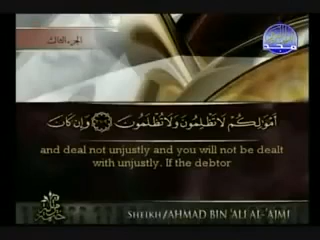 الجزء الثالث
أَمْوَٰلِكُمْ لَا تَظْلِمُونَ وَلَا تُظْلَمُونَ ۝٢٧٩ وَإِن كَانَ
and deal not unjustly and you will not be dealt
with unjustly. If the debtor
SHEIKH/AHMAD BIN 'ALI AL-'AJMI